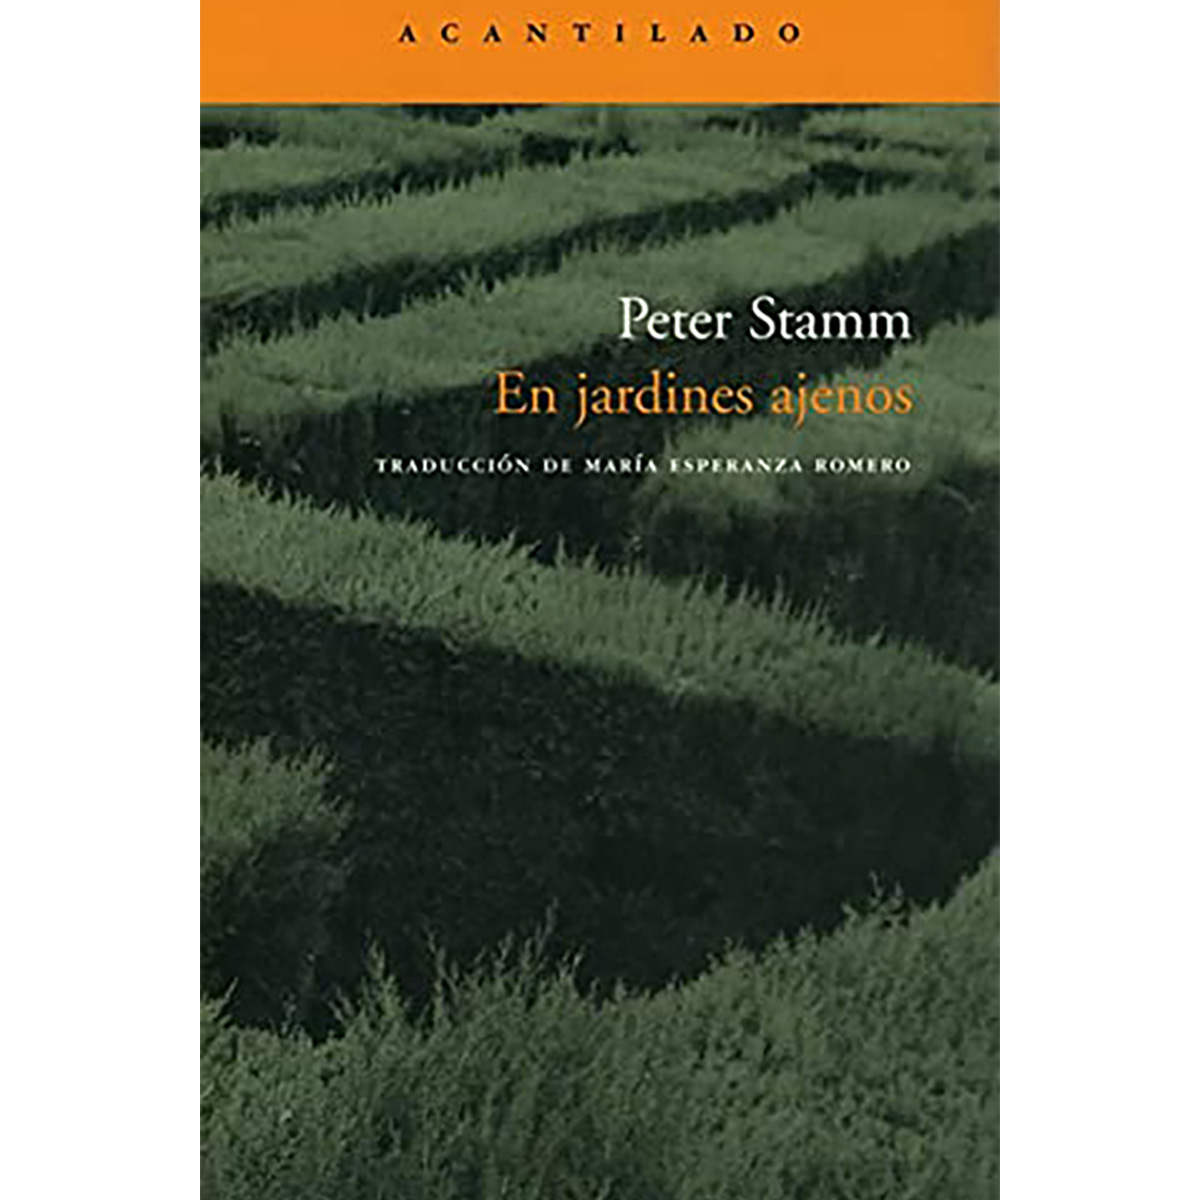 ACANTILADO
Peter Stamm
En jardines ajenos
TRADUCCIÓN DE MARÍA ESPERANZA ROMERO